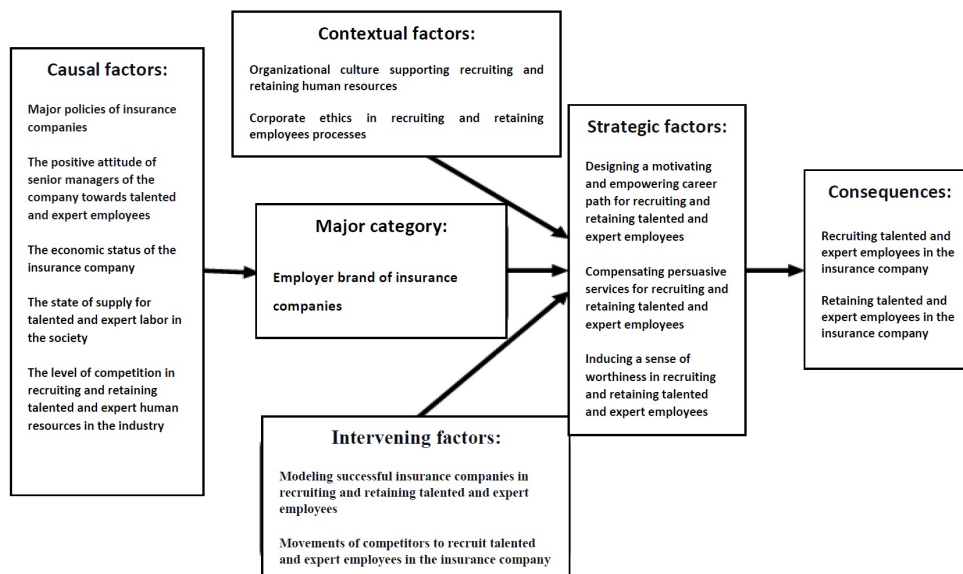 Causal factors:
Major policies of insurance
companies
The positive attitude of
senior managers of the
company towards talented
and expert employees
The economic status of the
insurance company
The state of supply for
talented and expert labor in
the society
The level of competition in
recruiting and retaining
talented and expert human
resources in the industry
Contextual factors:
Organizational culture supporting recruiting and
retaining human resources
Corporate ethics in recruiting and retaining
employees processes
Major category:
Employer brand of insurance
companies
Intervening factors:
Modeling successful insurance companies in
recruiting and retaining talented and expert
employees
Movements of competitors to recruit talented
and expert employees in the insurance company
Strategic factors:
Designing a motivating
and empowering career
path for recruiting and
retaining talented and
expert employees
Compensating persuasive
services for recruiting and
retaining talented and
expert employees
Inducing a sense of
worthiness in recruiting
and retaining talented
and expert employees
Consequences:
Recruiting talented and
expert employees in the
insurance company
Retaining talented and
expert employees in the
insurance company